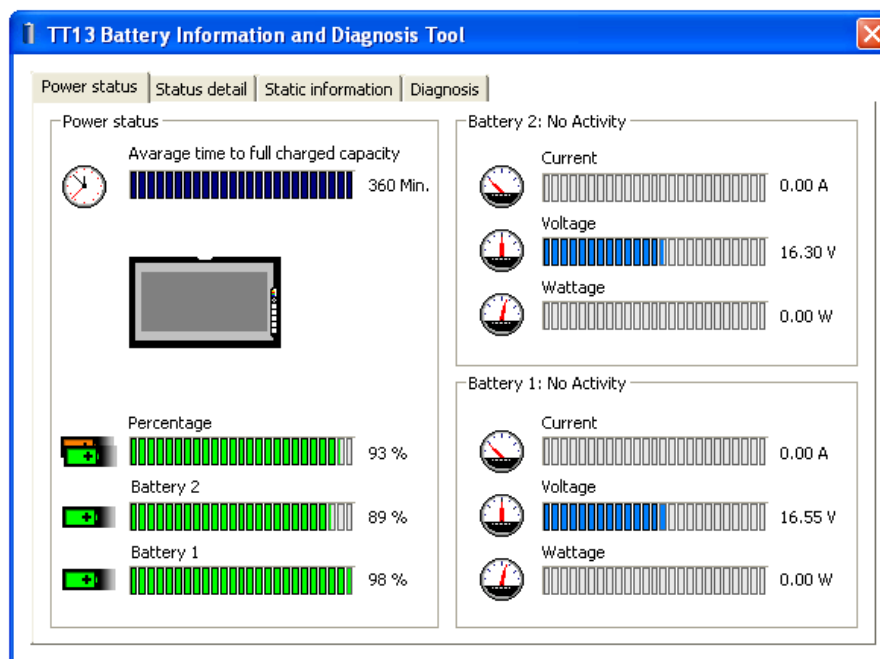 TT13 Battery Information and Diagnosis Tool
Power status
Status detail
Static information
Diagnosis
Power status
Avarage time to full charged capacity
360 Min.
Percentage
93 %
Battery 2
89 %
Battery 1
98 %
Battery 2: No Activity
Current
0.00 A
Voltage
16.30 V
Wattage
0.00 W
Battery 1: No Activity
Current
0.00 A
Voltage
16.55 V
Wattage
0.00 W